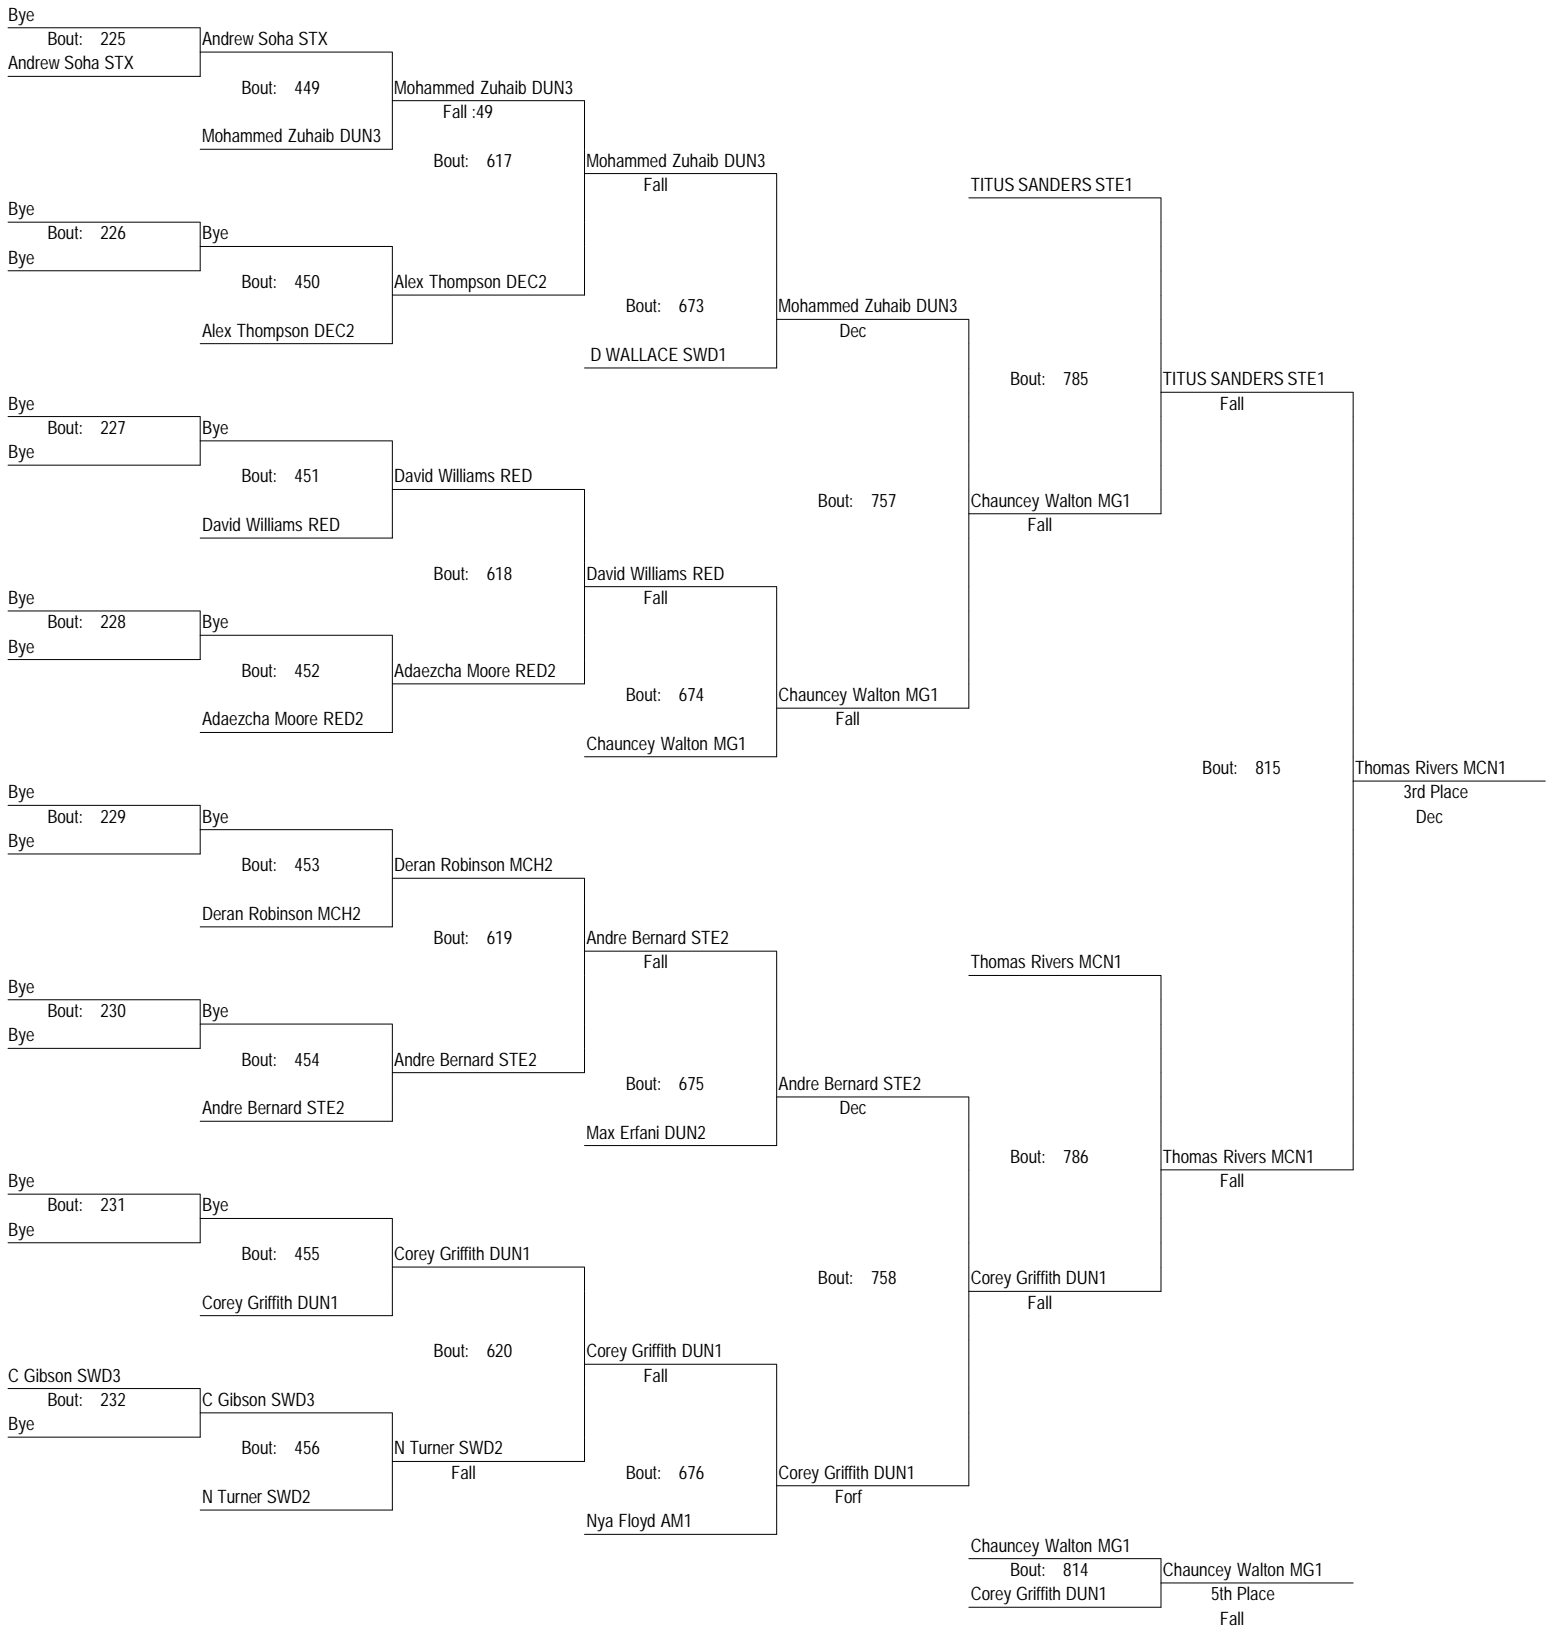 Bye
Bout: 225
Andrew Soha STX
Andrew Soha STX
Bout: 449
Mohammed Zuhaib DUN3
Mohammed Zuhaib DUN3
Fall :49
Bout: 617
Mohammed Zuhaib DUN3
Fall
TITUS SANDERS STE1
Bye
Bout: 226
Bye
Bye
Bout: 450
Alex Thompson DEC2
Alex Thompson DEC2
Bout: 673
D WALLACE SWD1
Mohammed Zuhaib DUN3
Dec
Bout: 785
TITUS SANDERS STE1
Fall
Bye
Bout: 227
Bye
Bye
Bout: 451
David Williams RED
David Williams RED
Bout: 757
Chauncey Walton MG1
Fall
Bout: 618
David Williams RED
Fall
Bye
Bout: 228
Bye
Bye
Bout: 452
Adaezcha Moore RED2
Adaezcha Moore RED2
Bout: 674
Chauncey Walton MG1
Chauncey Walton MG1
Fall
Bout: 815
Thomas Rivers MCN1
3rd Place
Dec
Bye
Bout: 229
Bye
Bye
Bout: 453
Deran Robinson MCH2
Deran Robinson MCH2
Bout: 619
Andre Bernard STE2
Fall
Thomas Rivers MCN1
Bye
Bout: 230
Bye
Bye
Bout: 454
Andre Bernard STE2
Andre Bernard STE2
Bout: 675
Max Erfani DUN2
Andre Bernard STE2
Dec
Bout: 786
Thomas Rivers MCN1
Fall
Bye
Bout: 231
Bye
Bye
Bout: 455
Corey Griffith DUN1
Corey Griffith DUN1
Bout: 758
Corey Griffith DUN1
Fall
Bout: 620
Corey Griffith DUN1
Fall
C Gibson SWD3
Bout: 232
Bye
C Gibson SWD3
Bout: 456
N Turner SWD2
N Turner SWD2
Fall
Bout: 676
Nya Floyd AM1
Corey Griffith DUN1
Forf
Chauncey Walton MG1
Bout: 814
Corey Griffith DUN1
Chauncey Walton MG1
5th Place
Fall